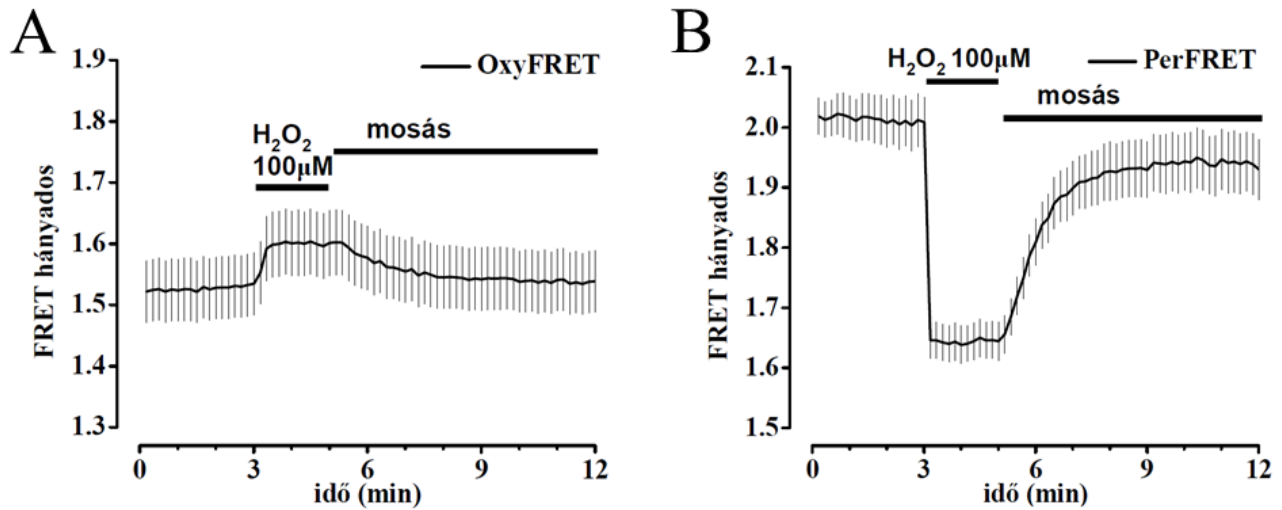 A
OxyFRET
H₂O₂
100µM
mosás
FRET hányados
1.9
1.8
1.7
1.6
1.5
1.4
1.3
0
3
6
9
12
idő (min)
B
PerFRET
H₂O₂ 100µM
mosás
FRET hányados
2.1
2.0
1.9
1.8
1.7
1.6
1.5
0
3
6
9
12
idő (min)